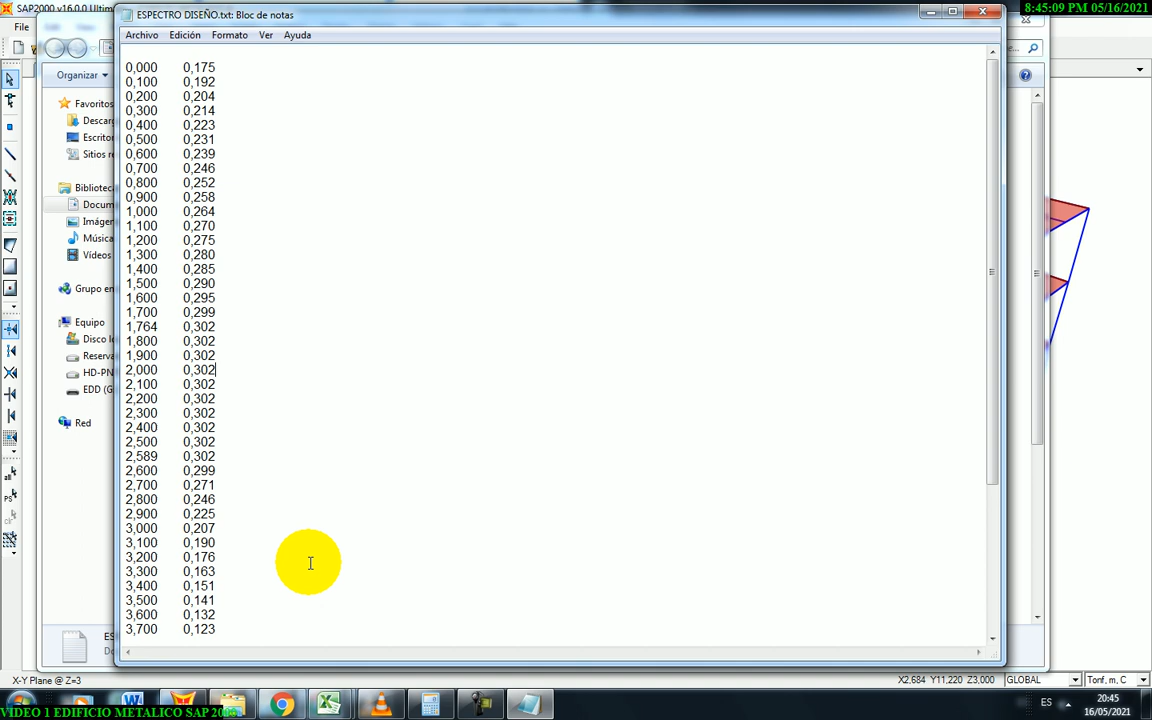 SAP2000 v16.0.0 Ultim
ESPECTRO DISEÑO.txt: Bloc de notas
8:45:09 PM 05/16/2021
File
Archivo Edición Formato Ver Ayuda
Organizar
Favoritos
Descarg
Escritor
Sitios re
Biblioteca
Docum
Imágen
Música
Vídeos
Grupo en
Equipo
Disco lo
Reserva
HD-PN
EDD (G
Red
0,000 0,175
0,100 0,192
0,200 0,204
0,300 0,214
0,400 0,223
0,500 0,231
0,600 0,239
0,700 0,246
0,800 0,252
0,900 0,258
1,000 0,264
1,100 0,270
1,200 0,275
1,300 0,280
1,400 0,285
1,500 0,290
1,600 0,295
1,700 0,299
1,764 0,302
1,800 0,302
1,900 0,302
2,000 0,302
2,100 0,302
2,200 0,302
2,300 0,302
2,400 0,302
2,500 0,302
2,589 0,302
2,600 0,299
2,700 0,271
2,800 0,246
2,900 0,225
3,000 0,207
3,100 0,190
3,200 0,176
3,300 0,163
3,400 0,151
3,500 0,141
3,600 0,132
3,700 0,123
all
PS
clr
ES
Do
X-Y Plane @ Z=3
X2,684 Y11,220 Z3,000
GLOBAL
Tonf, m, C
ES
20:45
16/05/2021
VIDEO 1 EDIFICIO METALICO SAP 2000